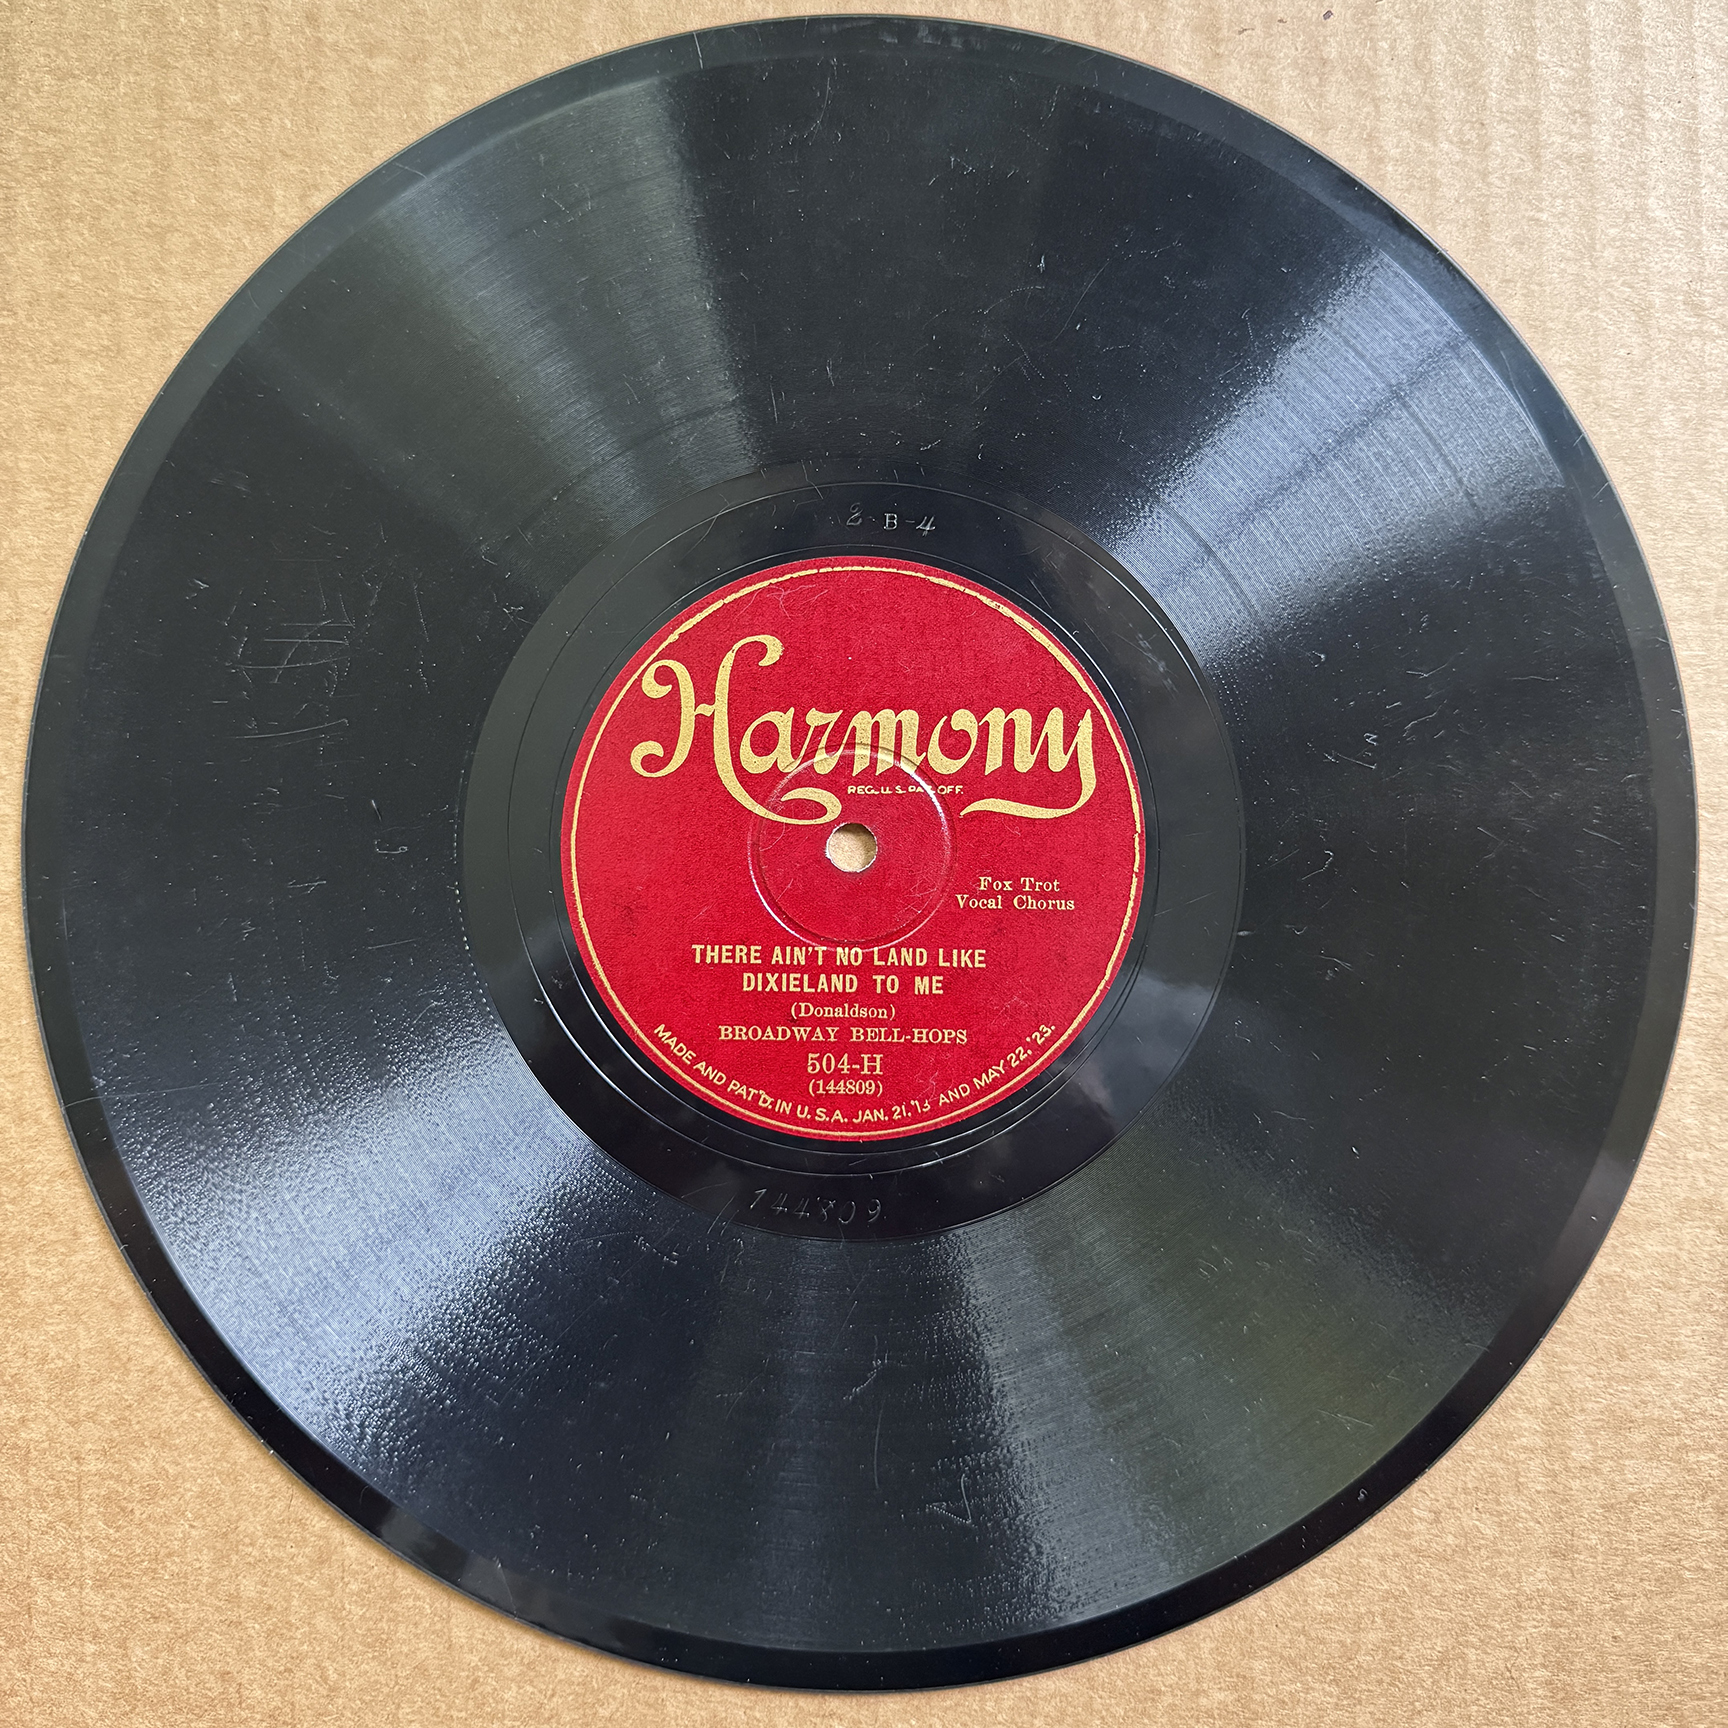 2-B-4
Harmony
REG. U. S. PAT. OFF.
Fox Trot
Vocal Chorus
THERE AIN'T NO LAND LIKE
DIXIELAND TO ME
(Donaldson)
BROADWAY BELL-HOPS
504-H
(144809)
MADE AND PAT'D. IN U. S. A. JAN. 21, '13 AND MAY 22, '23.
144809